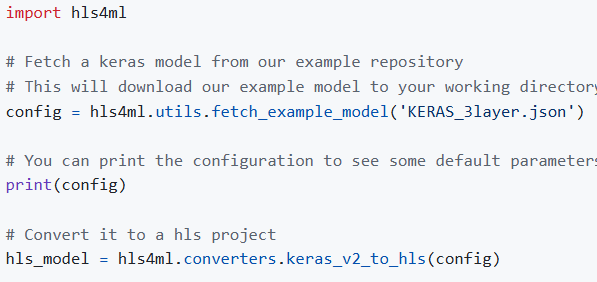 import hls4ml
# Fetch a keras model from our example repository
# This will download our example model to your working directory
config = hls4ml.utils.fetch_example_model('KERAS_3layer.json')
# You can print the configuration to see some default parameters
print(config)
# Convert it to a hls project
hls_model = hls4ml.converters.keras_v2_to_hls(config)